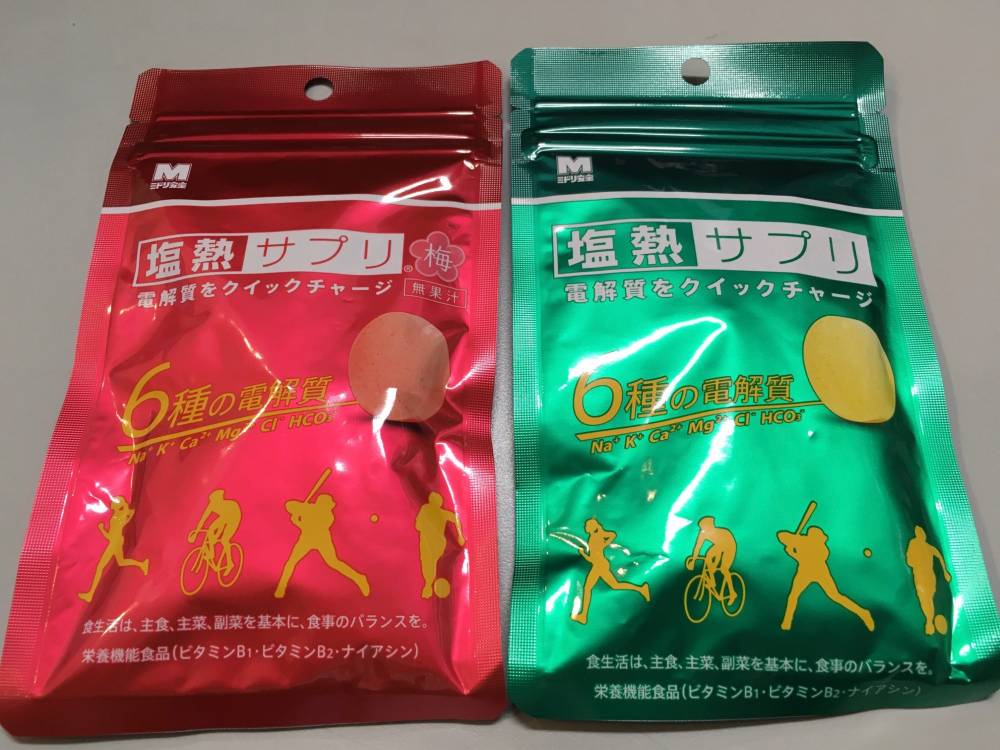 M
ミドリ安全
塩熱サプリ®
梅
電解質をクイックチャージ
無果汁
6種の電解質
Na⁺ K⁺ Ca²⁺ Mg²⁺ Cl⁻ HCO₃⁻
食生活は、主食、主菜、副菜を基本に、食事のバランスを。
栄養機能食品(ビタミンB₁・ビタミンB₂・ナイアシン)
M
ミドリ安全
塩熱サプリ
電解質をクイックチャージ
6種の電解質
Na⁺ K⁺ Ca²⁺ Mg²⁺ Cl⁻ HCO₃⁻
食生活は、主食、主菜、副菜を基本に、食事のバランスを。
栄養機能食品(ビタミンB₁・ビタミンB₂・ナイアシン)